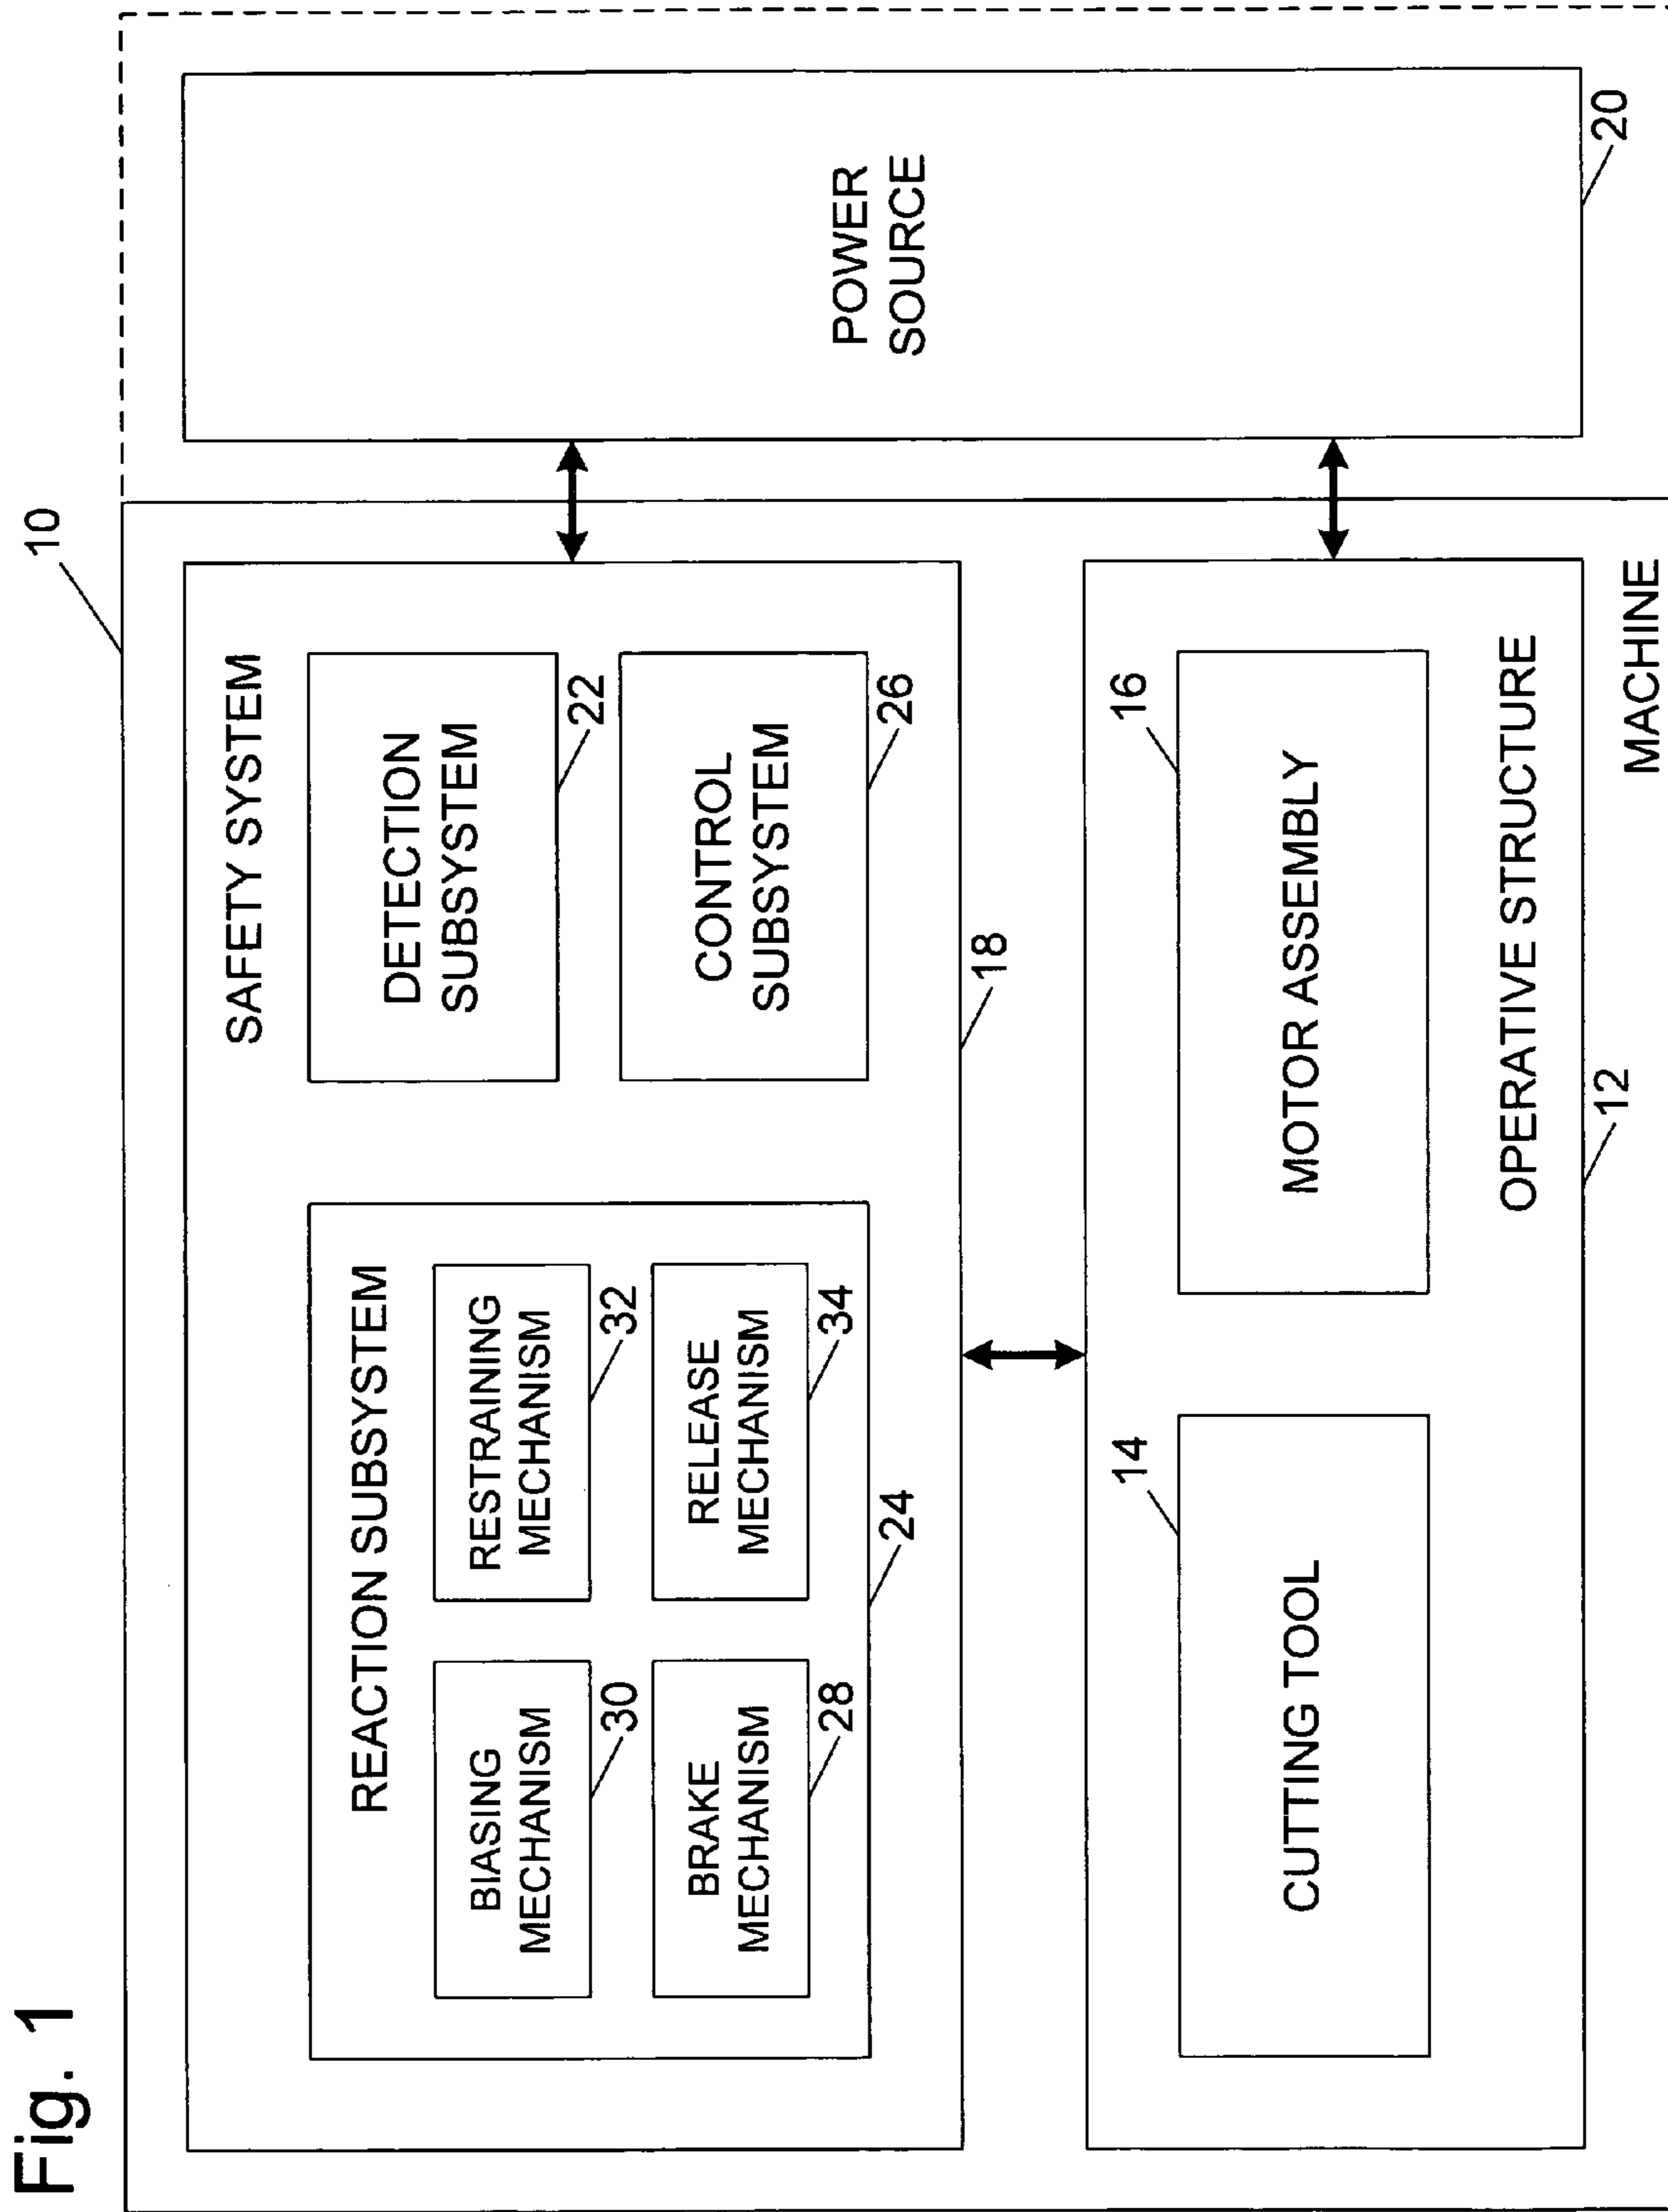 Fig. 1
10
SAFETY SYSTEM
REACTION SUBSYSTEM
BIASING
MECHANISM
30
RESTRAINING
MECHANISM
32
BRAKE
MECHANISM
28
RELEASE
MECHANISM
34
24
DETECTION
SUBSYSTEM
22
CONTROL
SUBSYSTEM
26
18
POWER
SOURCE
20
14
CUTTING TOOL
16
MOTOR ASSEMBLY
OPERATIVE STRUCTURE
12
MACHINE